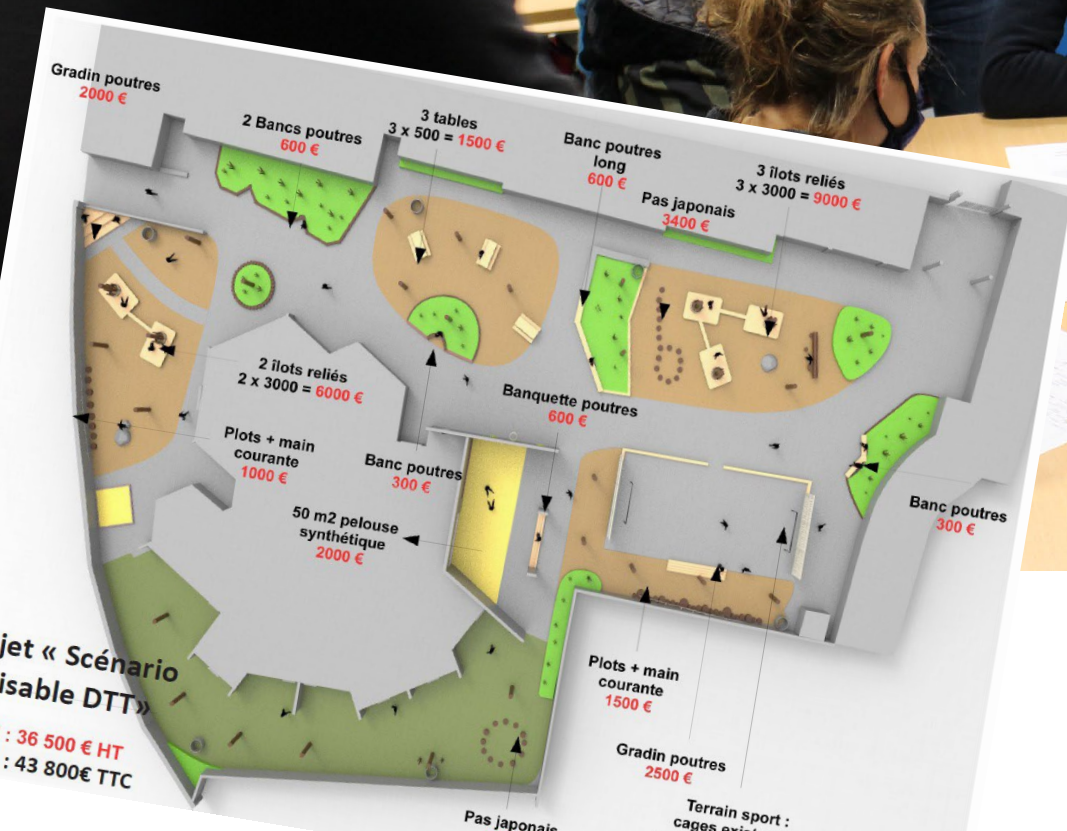 Gradin poutres
2000 €
2 Bancs poutres
600 €
3 tables
3 x 500 = 1500 €
Banc poutres
long
600 €
3 îlots reliés
3 x 3000 = 9000 €
Pas japonais
3400 €
2 îlots reliés
2 x 3000 = 6000 €
Banquette poutres
600 €
Plots + main
courante
1000 €
Banc poutres
300 €
50 m2 pelouse
synthétique
2000 €
Banc poutres
300 €
jet « Scénario
isable DTT»
: 36 500 € HT
: 43 800€ TTC
Plots + main
courante
1500 €
Gradin poutres
2500 €
Terrain sport :
cages
Pas japonais